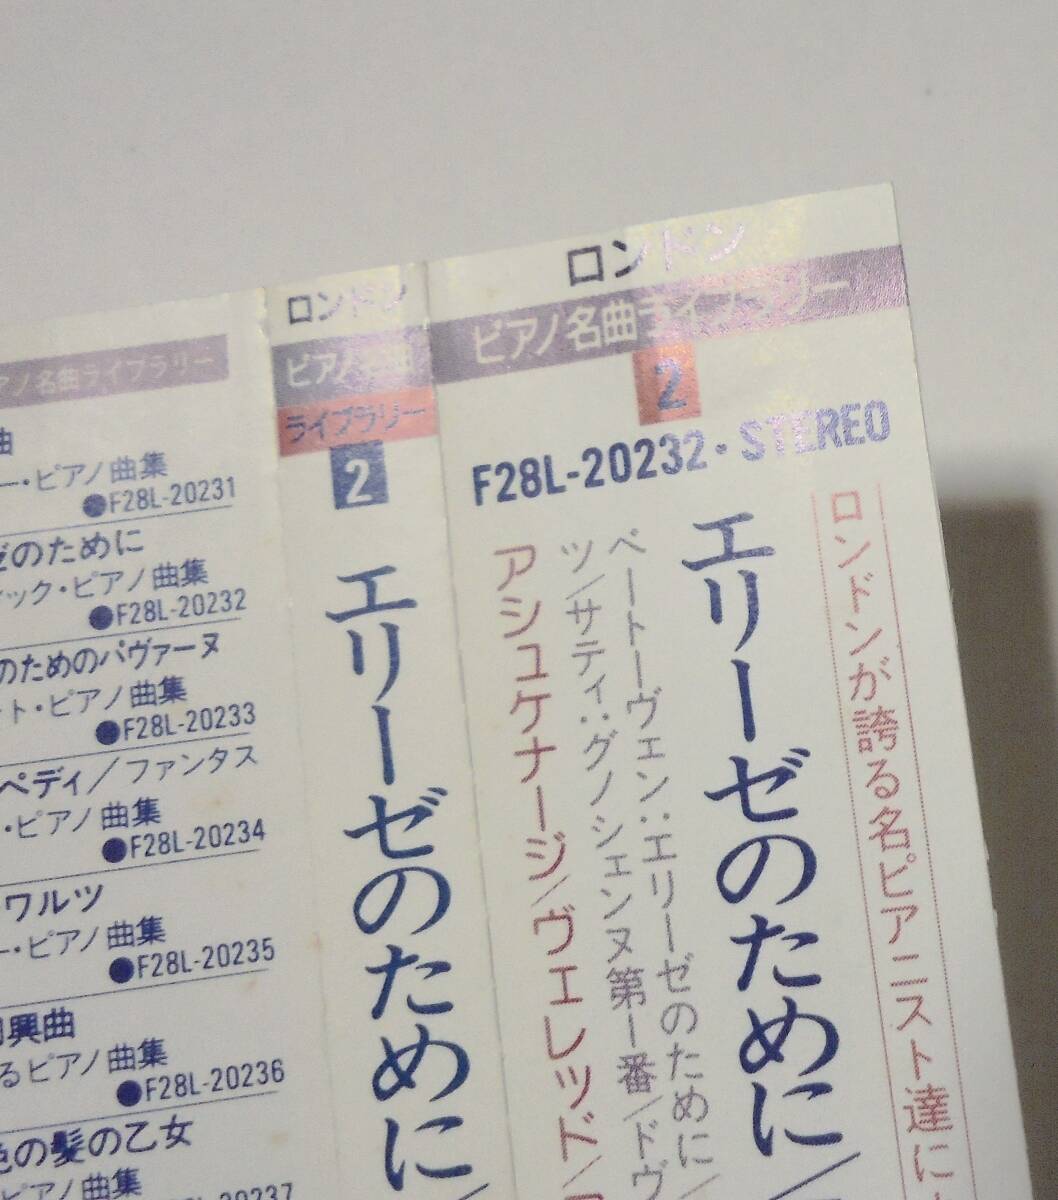 ロンドン
ピアノ名曲ライブラリー
2
F28L-20232・STEREO
ロンドンが誇る名ピアニスト達に
エリーゼのために/
ベートーヴェン:エリーゼのために/
ツ/サティ:グノシェンヌ第1番/ドヴ
アシュケナージ/ヴェレッド/
ロンドン
ピアノ名曲
ライブラリー
2
エリーゼのために/
アノ名曲ライブラリー
曲
ー・ピアノ曲集
●F28L-20231
ゼのために
ィック・ピアノ曲集
●F28L-20232
のためのパヴァーヌ
ート・ピアノ曲集
●F28L-20233
ペディ/ファンタス
・ピアノ曲集
●F28L-20234
ワルツ
ー・ピアノ曲集
●F28L-20235
興曲
るピアノ曲集
●F28L-20236
色の髪の乙女
ピアノ曲集
F28L-20237